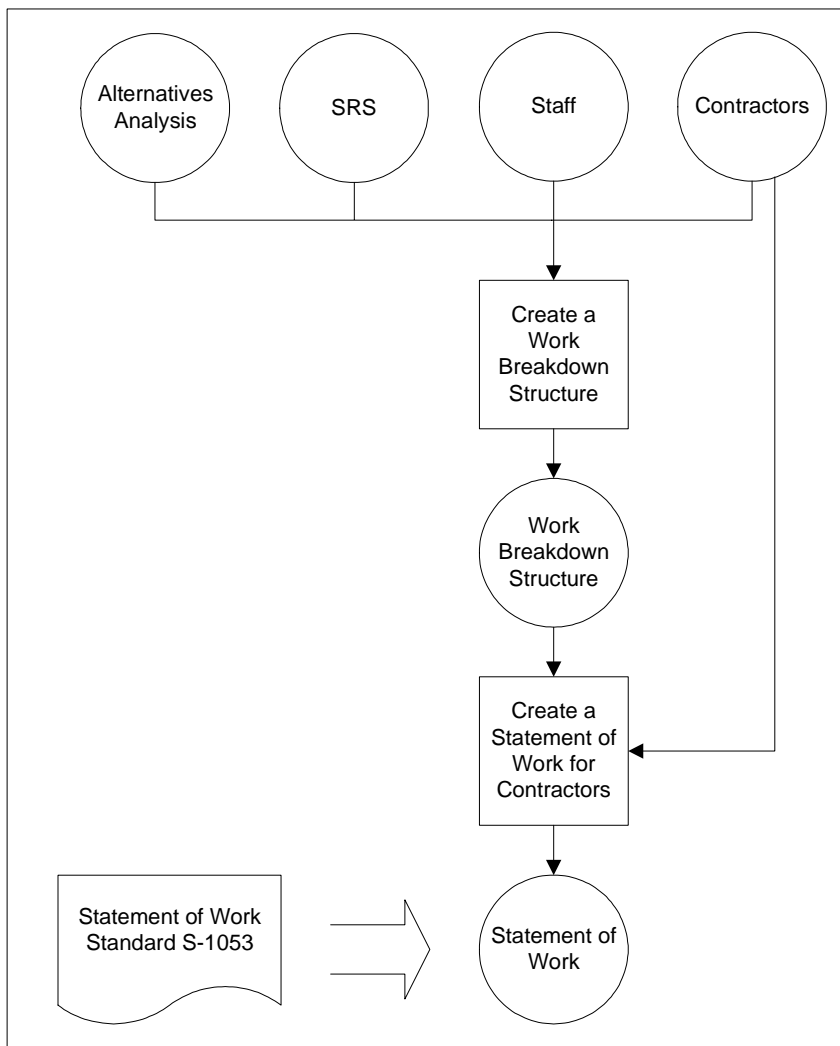 Alternatives
Analysis
SRS
Staff
Contractors
Create a
Work
Breakdown
Structure
Work
Breakdown
Structure
Create a
Statement of
Work for
Contractors
Statement of Work
Standard S-1053
Statement of
Work